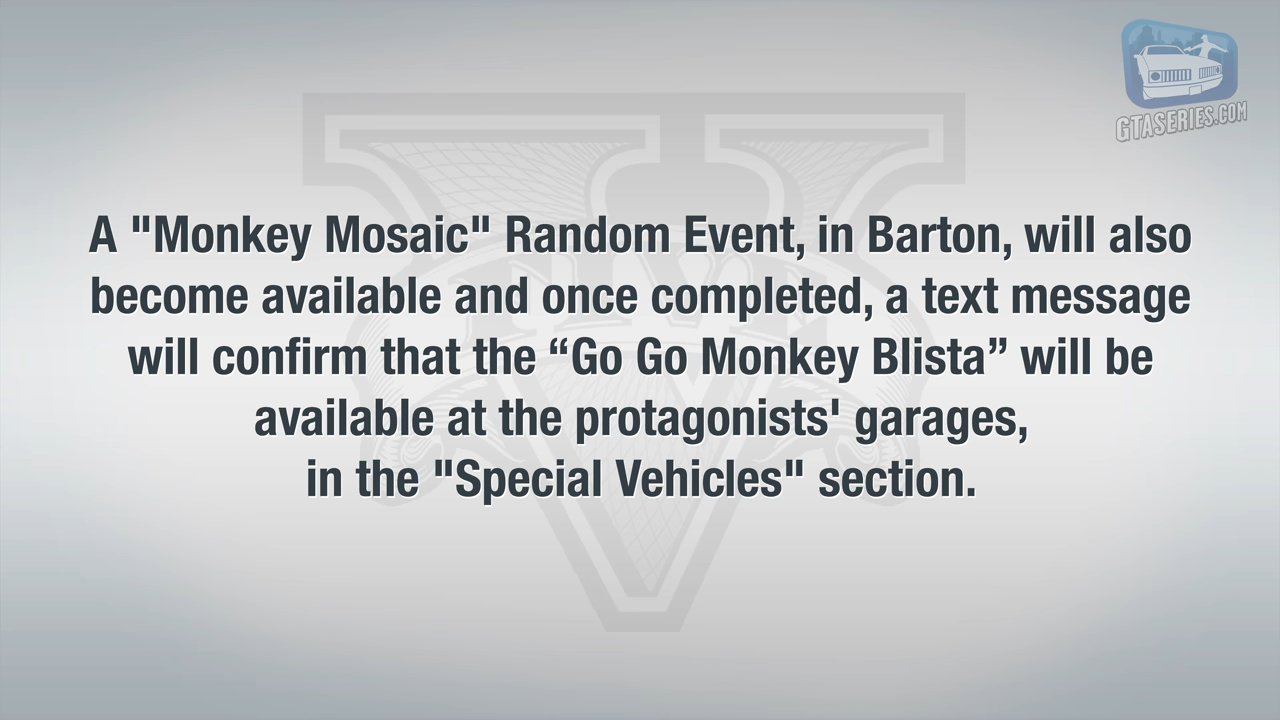 GTASERIES.COM
A "Monkey Mosaic" Random Event, in Barton, will also
become available and once completed, a text message
will confirm that the “Go Go Monkey Blista” will be
available at the protagonists' garages,
in the "Special Vehicles" section.